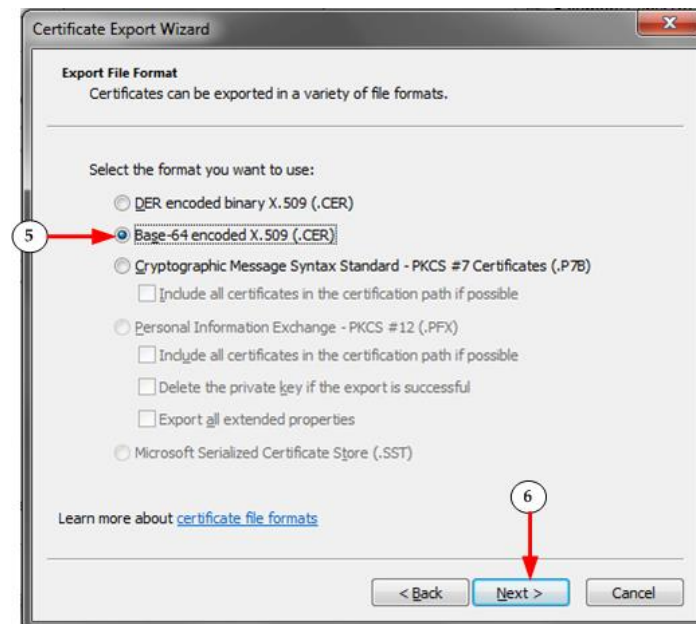 Certificate Export Wizard
Export File Format
Certificates can be exported in a variety of file formats.
Select the format you want to use:
DER encoded binary X.509 (.CER)
5
Base-64 encoded X.509 (.CER)
Cryptographic Message Syntax Standard - PKCS #7 Certificates (.P7B)
Include all certificates in the certification path if possible
Personal Information Exchange - PKCS #12 (.PFX)
Include all certificates in the certification path if possible
Delete the private key if the export is successful
Export all extended properties
Microsoft Serialized Certificate Store (.SST)
6
Learn more about certificate file formats
< Back Next > Cancel